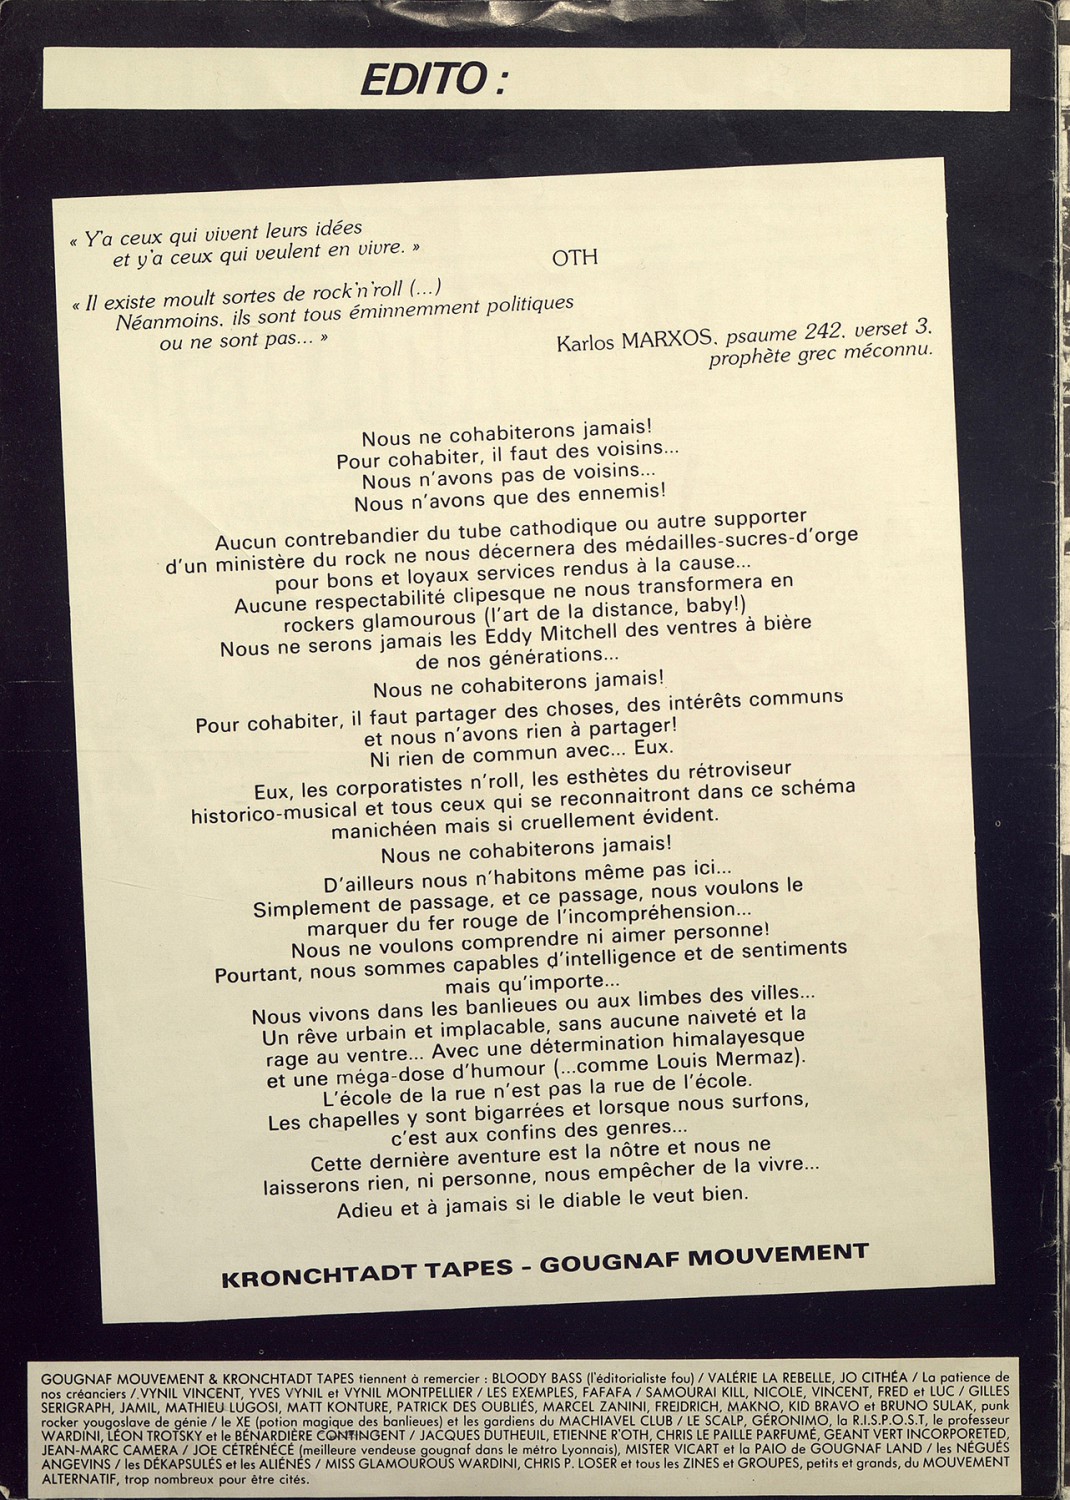 EDITO :
« Y'a ceux qui vivent leurs idées
et y'a ceux qui veulent en vivre. »
OTH
« Il existe moult sortes de rock'n'roll (...)
Néanmoins. ils sont tous éminnemment politiques
ou ne sont pas... »
Karlos MARXOS. psaume 242. verset 3.
prophète grec méconnu.
Nous ne cohabiterons jamais!
Pour cohabiter, il faut des voisins...
Nous n'avons pas de voisins...
Nous n'avons que des ennemis!
Aucun contrebandier du tube cathodique ou autre supporter
d'un ministère du rock ne nous décernera des médailles-sucres-d'orge
pour bons et loyaux services rendus à la cause...
Aucune respectabilité clipesque ne nous transformera en
rockers glamourous (l'art de la distance, baby!)
Nous ne serons jamais les Eddy Mitchell des ventres à bière
de nos générations...
Nous ne cohabiterons jamais!
Pour cohabiter, il faut partager des choses, des intérêts communs
et nous n'avons rien à partager!
Ni rien de commun avec... Eux.
Eux, les corporatistes n'roll, les esthètes du rétroviseur
historico-musical et tous ceux qui se reconnaitront dans ce schéma
manichéen mais si cruellement évident.
Nous ne cohabiterons jamais!
D'ailleurs nous n'habitons même pas ici...
Simplement de passage, et ce passage, nous voulons le
marquer du fer rouge de l'incompréhension...
Nous ne voulons comprendre ni aimer personne!
Pourtant, nous sommes capables d'intelligence et de sentiments
mais qu'importe...
Nous vivons dans les banlieues ou aux limbes des villes...
Un rêve urbain et implacable, sans aucune naïveté et la
rage au ventre... Avec une détermination himalayesque
et une méga-dose d'humour (...comme Louis Mermaz).
L'école de la rue n'est pas la rue de l'école.
Les chapelles y sont bigarrées et lorsque nous surfons,
c'est aux confins des genres...
Cette dernière aventure est la nôtre et nous ne
laisserons rien, ni personne, nous empêcher de la vivre...
Adieu et à jamais si le diable le veut bien.
KRONCHTADT TAPES - GOUGNAF MOUVEMENT
GOUGNAF MOUVEMENT & KRONCHTADT TAPES tiennent à remercier : BLOODY BASS (l'éditorialiste fou) / VALÉRIE LA REBELLE, JO CITHÉA / La patience de
nos créanciers / VYNIL VINCENT, YVES VYNIL et VYNIL MONTPELLIER / LES EXEMPLES, FAFAFA / SAMOURAI KILL, NICOLE, VINCENT, FRED et LUC / GILLES
SERIGRAPH, JAMIL, MATHIEU LUGOSI, MATT KONTURE, PATRICK DES OUBLIÉS, MARCEL ZANINI, FREIDRICH, MAKNO, KID BRAVO et BRUNO SULAK, punk
rocker yougoslave de génie / le XE (potion magique des banlieues) et les gardiens du MACHIAVEL CLUB / LE SCALP, GÉRONIMO, la R.I.S.P.O.S.T, le professeur
WARDINI, LÉON TROTSKY et le BÉNARDIÈRE CONTINGENT / JACQUES DUTHEUIL, ETIENNE R'OTH, CHRIS LE PAILLE PARFUMÉ, GEANT VERT INCORPORETED,
JEAN-MARC CAMERA / JOE CÉTRÉNÉCÉ (meilleure vendeuse gougnaf dans le métro Lyonnais), MISTER VICART et la PAIO de GOUGNAF LAND / les NÉGUÉS
ANGEVINS / les DÉKAPSULÉS et les ALIÉNÉS / MISS GLAMOUROUS WARDINI, CHRIS P. LOSER et tous les ZINES et GROUPES, petits et grands, du MOUVEMENT
ALTERNATIF, trop nombreux pour être cités.